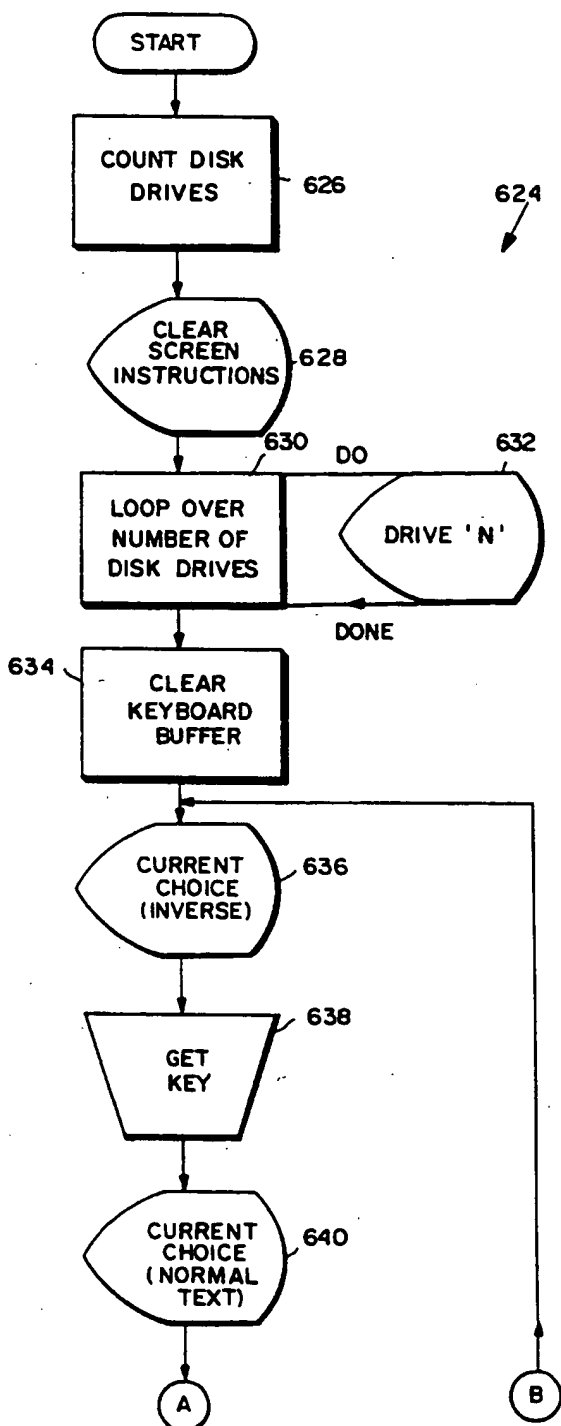 START
COUNT DISK
DRIVES
626
624
CLEAR
SCREEN
INSTRUCTIONS
628
630
DO
632
LOOP OVER
NUMBER OF
DISK DRIVES
DRIVE 'N'
DONE
634
CLEAR
KEYBOARD
BUFFER
CURRENT
CHOICE
(INVERSE)
636
638
GET
KEY
CURRENT
CHOICE
(NORMAL
TEXT)
640
A
B